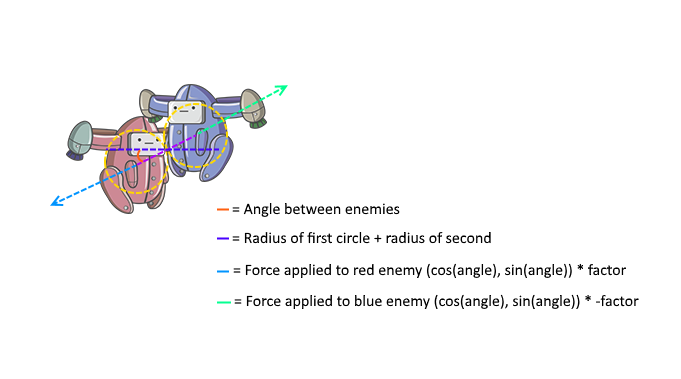 = Angle between enemies
= Radius of first circle + radius of second
= Force applied to red enemy (cos(angle), sin(angle)) * factor
= Force applied to blue enemy (cos(angle), sin(angle)) * -factor